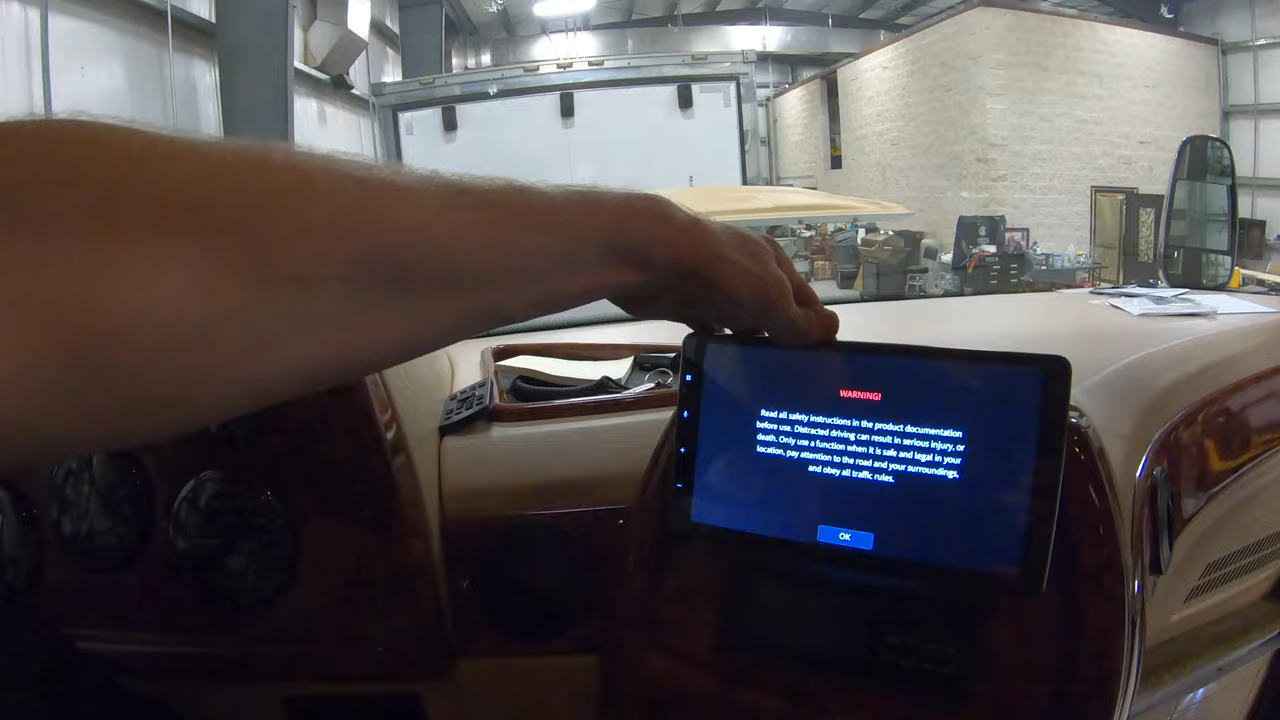 WARNING!
Read all safety instructions in the product documentation
before use. Distracted driving can result in serious injury, or
death. Only use a function when it is safe and legal in your
location, pay attention to the road and your surroundings,
and obey all traffic rules.
OK